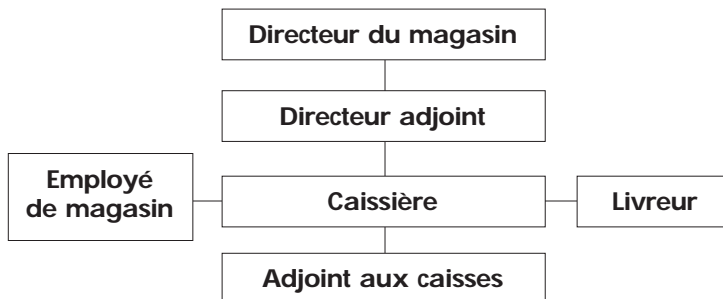 Directeur du magasin
Directeur adjoint
Employé
de magasin
Caissière
Livreur
Adjoint aux caisses